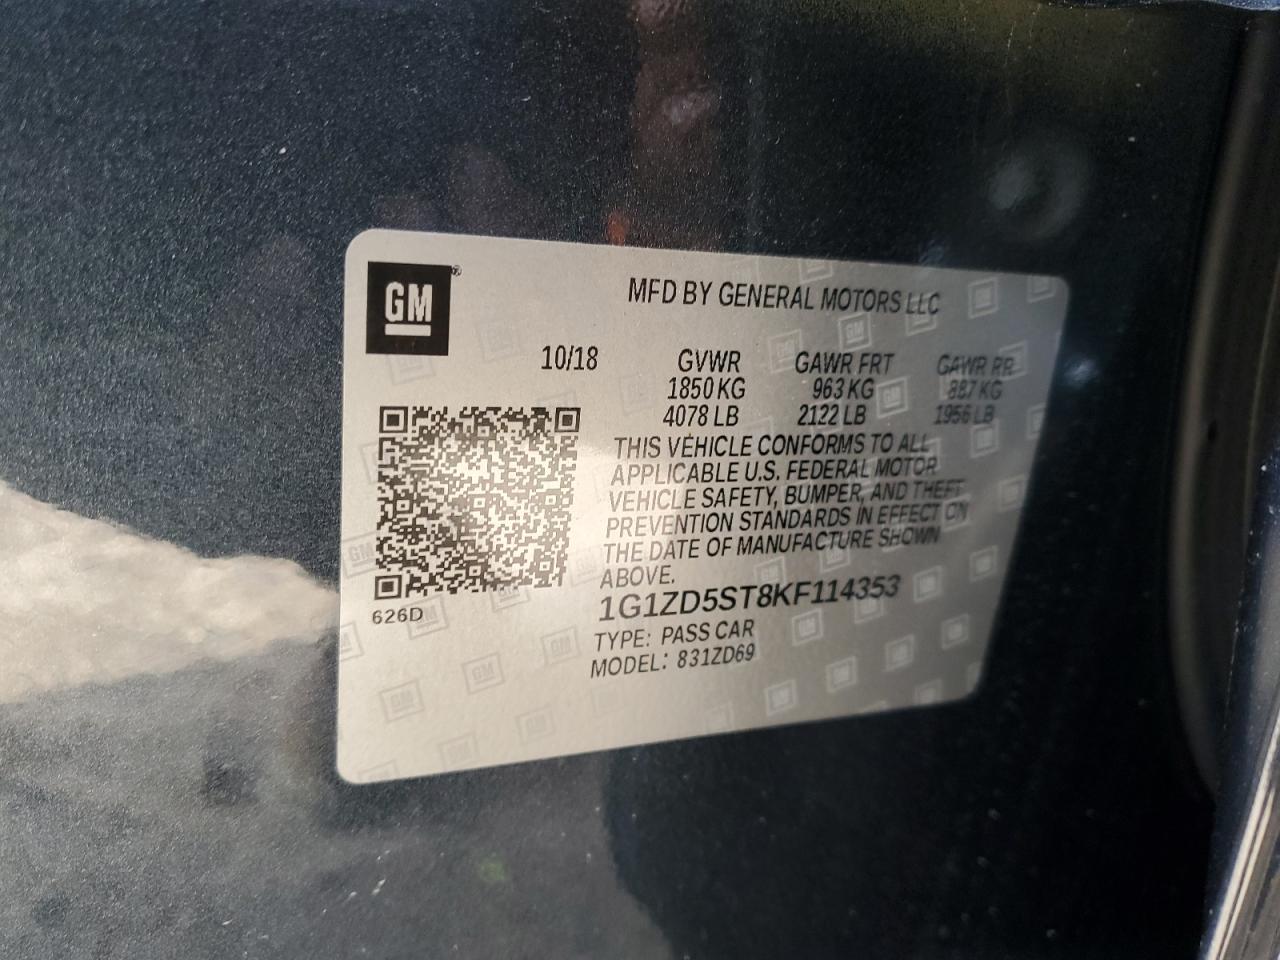 GM
MFD BY GENERAL MOTORS LLC
10/18 GVWR GAWR FRT GAWR RR
1850 KG 963 KG 887 KG
4078 LB 2122 LB 1956 LB
THIS VEHICLE CONFORMS TO ALL
APPLICABLE U.S. FEDERAL MOTOR
VEHICLE SAFETY, BUMPER, AND THEFT
PREVENTION STANDARDS IN EFFECT ON
THE DATE OF MANUFACTURE SHOWN
ABOVE.
626D
1G1ZD5ST8KF114353
TYPE: PASS CAR
MODEL: 831ZD69